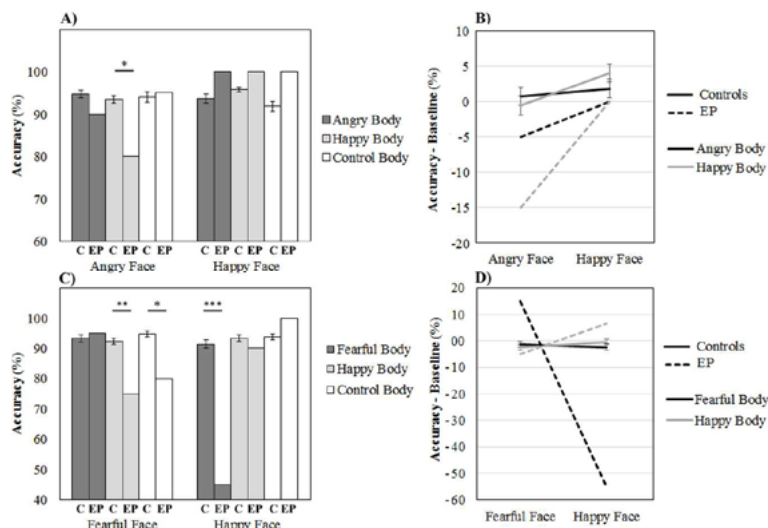 A)
*
Accuracy (%)
100
90
80
70
60
C EP C EP C EP C EP C EP C EP
Angry Face Happy Face
Angry Body
Happy Body
Control Body
B)
Accuracy - Baseline (%)
10
5
0
-5
-10
-15
-20
Angry Face Happy Face
Controls
EP
Angry Body
Happy Body
C)
** * ***
Accuracy (%)
100
90
80
70
60
50
40
C EP C EP C EP C EP C EP C EP
Fearful Face Happy Face
Fearful Body
Happy Body
Control Body
D)
Accuracy - Baseline (%)
20
10
00
-10
-20
-30
-40
-50
-60
Fearful Face Happy Face
Controls
EP
Fearful Body
Happy Body